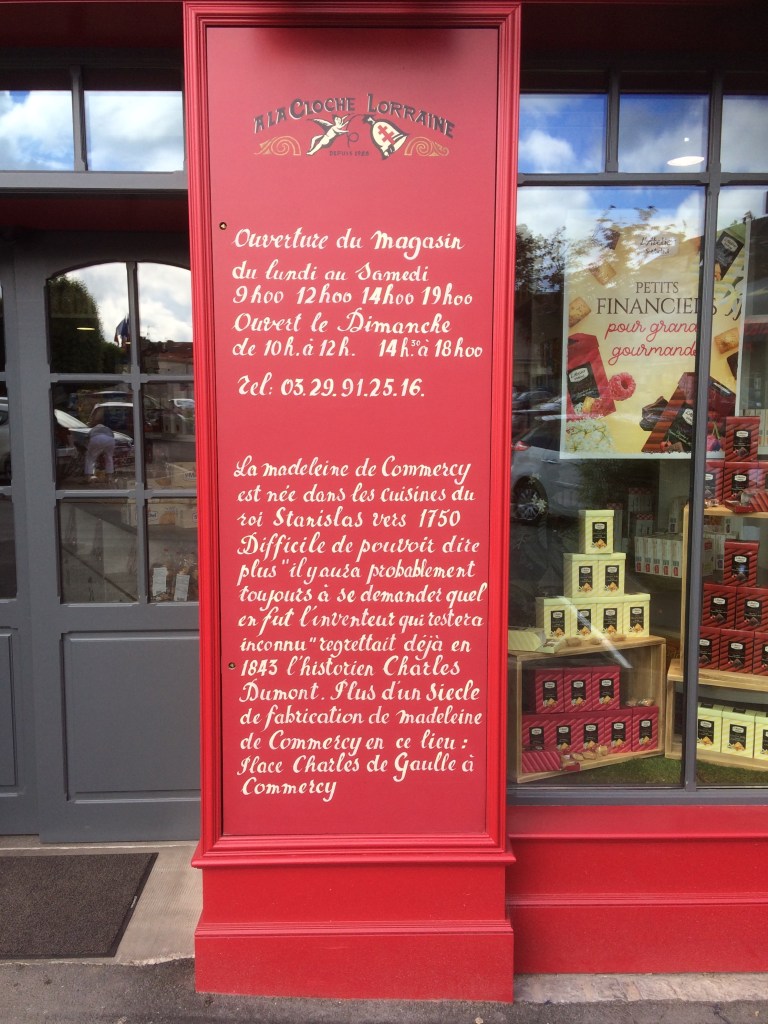 A LA CLOCHE LORRAINE
Ouverture du magasin
du lundi au Samedi
9h00 12h00 14h00 19h00
Ouvert le Dimanche
de 10h.à 12h. 14h.30 à 18h00
Tel: 03.29.91.25.16.
La madeleine de Commercy
est née dans les cuisines du
roi Stanislas vers 1750
Difficile de pouvoir dire
plus "il y aura probablement
toujours à se demander quel
en fut l'inventeur qui restera
inconnu" regrettait déjà en
1843 l'historien Charles
Dumont. Plus d'un Siecle
de fabrication de madeleine
de Commercy en ce lieu :
Place Charles de Gaulle à
Commercy
PETITS
FINANCIERS
pour grands
gourmands